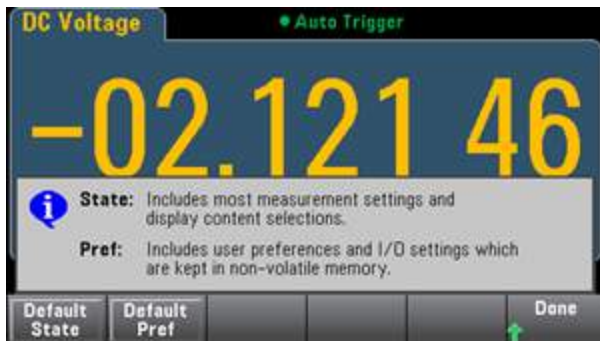 DC Voltage
Auto Trigger
-02.121 46
State: Includes most measurement settings and
display content selections.
Pref: Includes user preferences and I/O settings which
are kept in non-volatile memory.
Default State
Default Pref
Done